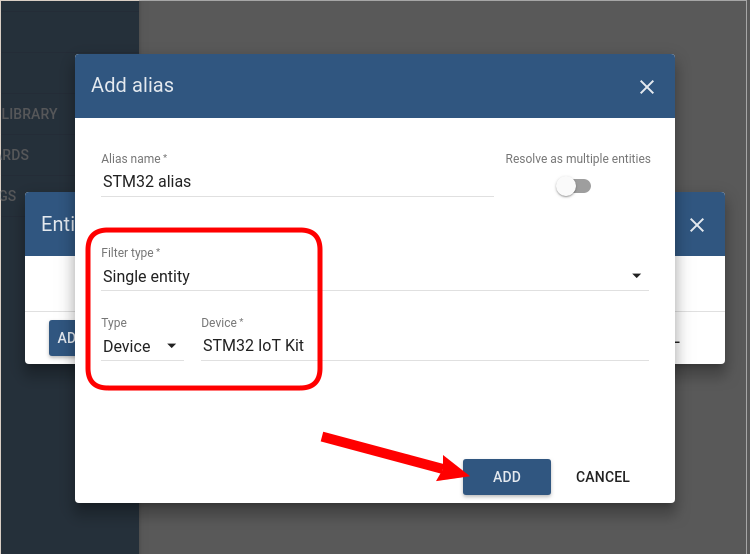 Add alias
LIBRARY
Alias name *
Resolve as multiple entities
STM32 alias
RDS
GS
Enti
Filter type *
Single entity
Type
Device *
AD
Device
STM32 IoT Kit
ADD
CANCEL